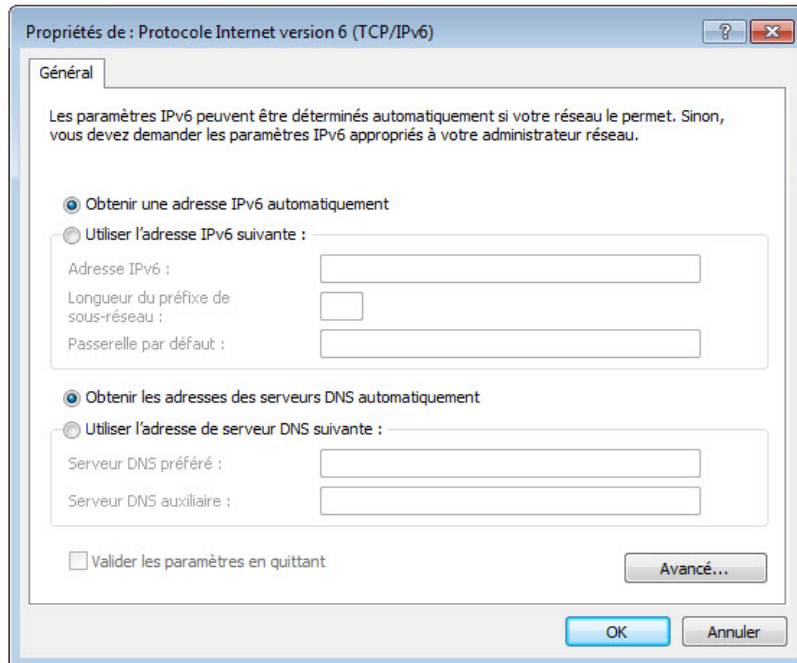 Propriétés de : Protocole Internet version 6 (TCP/IPv6)
Général
Les paramètres IPv6 peuvent être déterminés automatiquement si votre réseau le permet. Sinon,
vous devez demander les paramètres IPv6 appropriés à votre administrateur réseau.
Obtenir une adresse IPv6 automatiquement
Utiliser l'adresse IPv6 suivante :
Adresse IPv6 :
Longueur du préfixe de
sous-réseau :
Passerelle par défaut :
Obtenir les adresses des serveurs DNS automatiquement
Utiliser l'adresse de serveur DNS suivante :
Serveur DNS préféré :
Serveur DNS auxiliaire :
Valider les paramètres en quittant
Avancé...
OK
Annuler